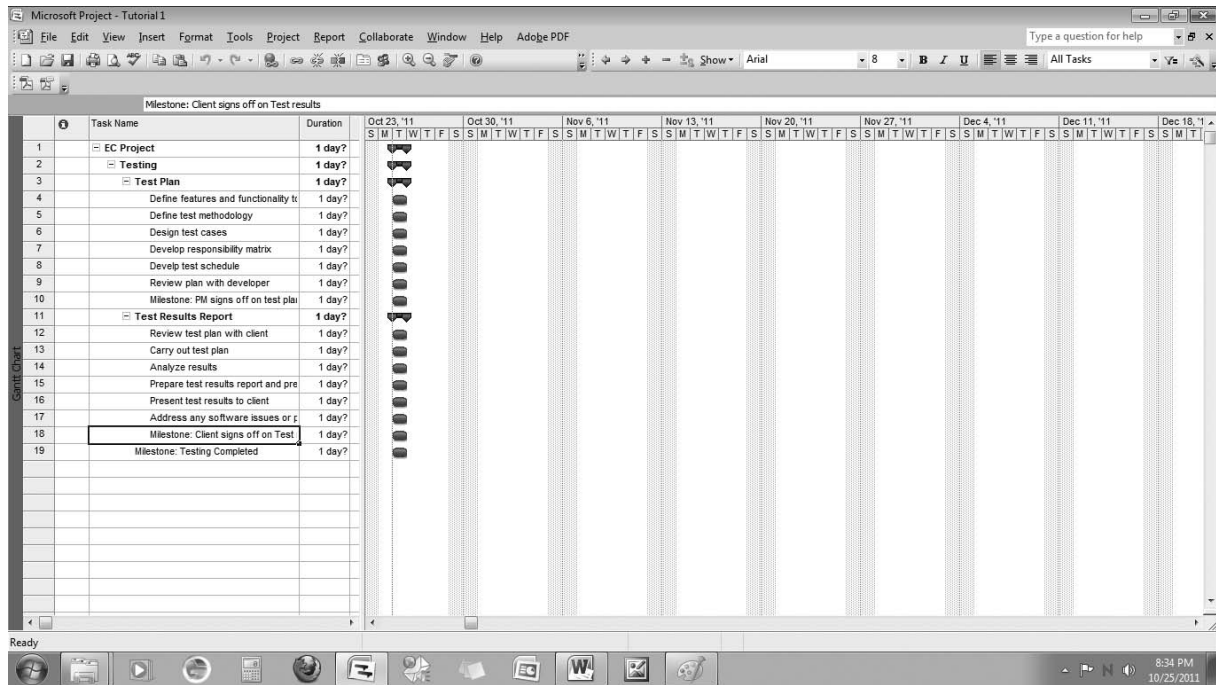 Microsoft Project - Tutorial 1
File Edit View Insert Format Tools Project Report Collaborate Window Help Adobe PDF Type a question for help
Show Arial 8 B I U All Tasks
Milestone: Client signs off on Test results
Task Name Duration Oct 23, '11 Oct 30, '11 Nov 6, '11 Nov 13, '11 Nov 20, '11 Nov 27, '11 Dec 4, '11 Dec 11, '11 Dec 18, '1
S M T W T F S S M T W T F S S M T W T F S S M T W T F S S M T W T F S S M T W T F S S M T W T F S S M T W T F S S M T
1 EC Project 1 day?
2 Testing 1 day?
3 Test Plan 1 day?
4 Define features and functionality to 1 day?
5 Define test methodology 1 day?
6 Design test cases 1 day?
7 Develop responsibility matrix 1 day?
8 Develp test schedule 1 day?
9 Review plan with developer 1 day?
10 Milestone: PM signs off on test plan 1 day?
11 Test Results Report 1 day?
12 Review test plan with client 1 day?
13 Carry out test plan 1 day?
14 Analyze results 1 day?
15 Prepare test results report and pre 1 day?
16 Present test results to client 1 day?
17 Address any software issues or p 1 day?
18 Milestone: Client signs off on Test 1 day?
19 Milestone: Testing Completed 1 day?
Gantt Chart
Ready
8:34 PM
10/25/2011